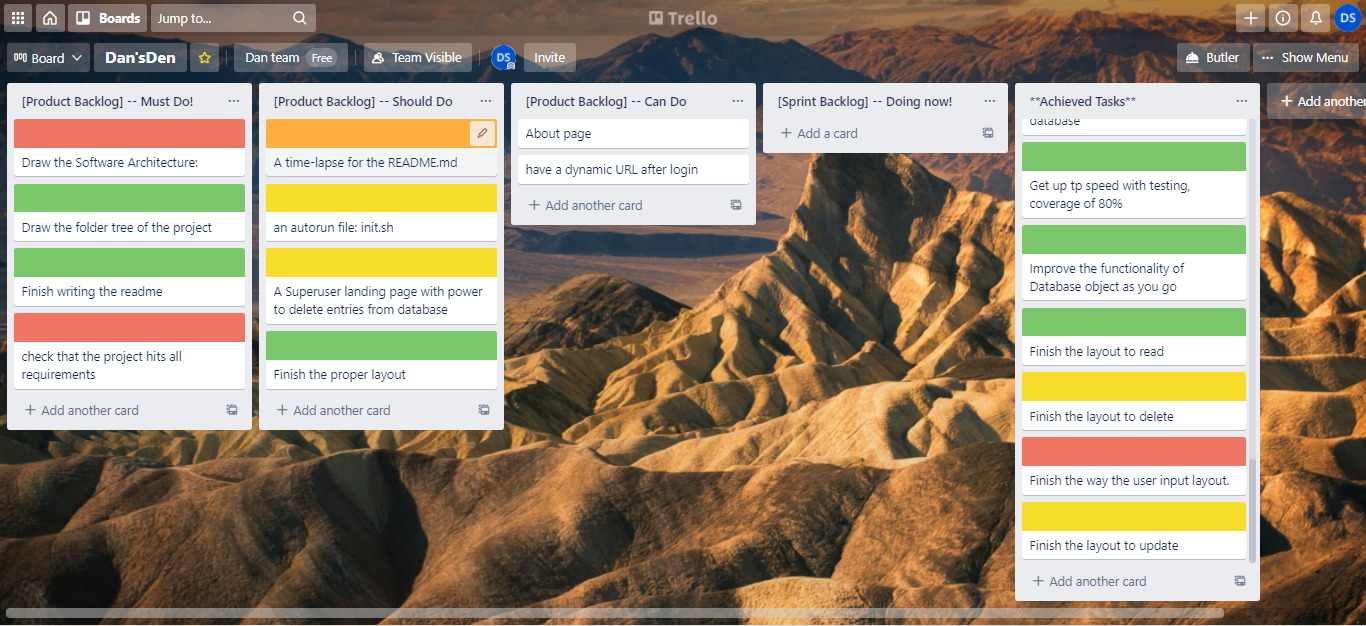 Boards
Jump to...
Trello
DS
Board
Dan'sDen
Dan team Free
Team Visible
DS
Invite
Butler
Show Menu
[Product Backlog] -- Must Do!
Draw the Software Architecture:
Draw the folder tree of the project
Finish writing the readme
check that the project hits all
requirements
Add another card
[Product Backlog] -- Should Do
A time-lapse for the README.md
an autorun file: init.sh
A Superuser landing page with power
to delete entries from database
Finish the proper layout
Add another card
[Product Backlog] -- Can Do
About page
have a dynamic URL after login
Add another card
[Sprint Backlog] -- Doing now!
Add a card
**Achieved Tasks**
database
Get up tp speed with testing,
coverage of 80%
Improve the functionality of
Database object as you go
Finish the layout to read
Finish the layout to delete
Finish the way the user input layout.
Finish the layout to update
Add another card
Add another